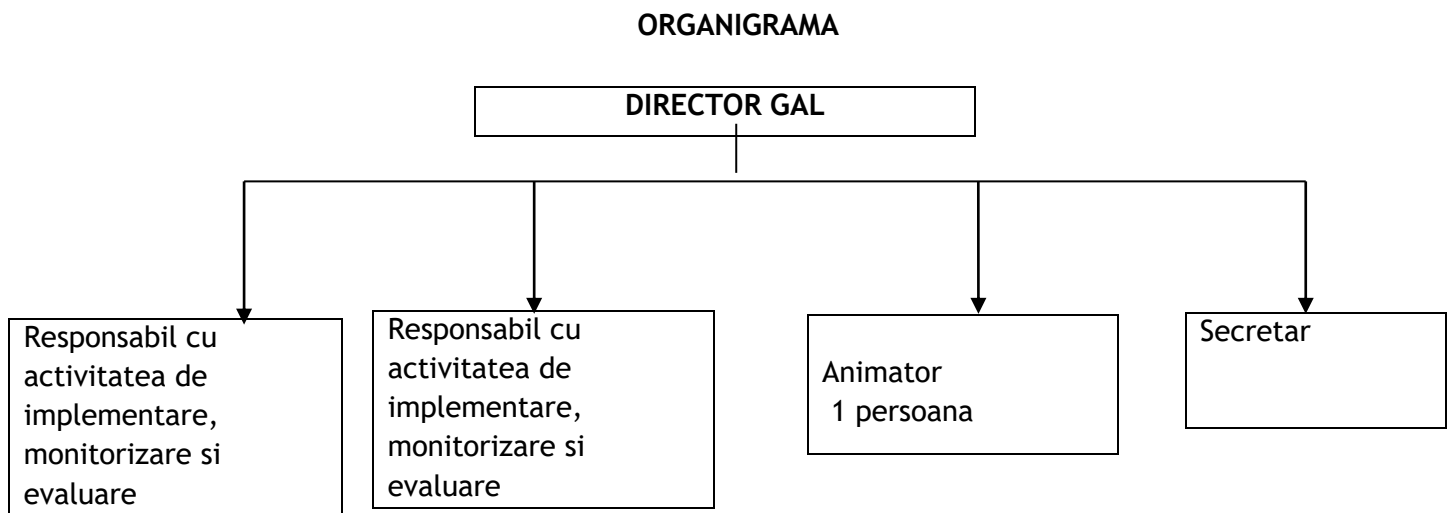 ORGANIGRAMA
DIRECTOR GAL
Responsabil cu
activitatea de
implementare,
monitorizare si
evaluare
Responsabil cu
activitatea de
implementare,
monitorizare si
evaluare
Animator
1 persoana
Secretar